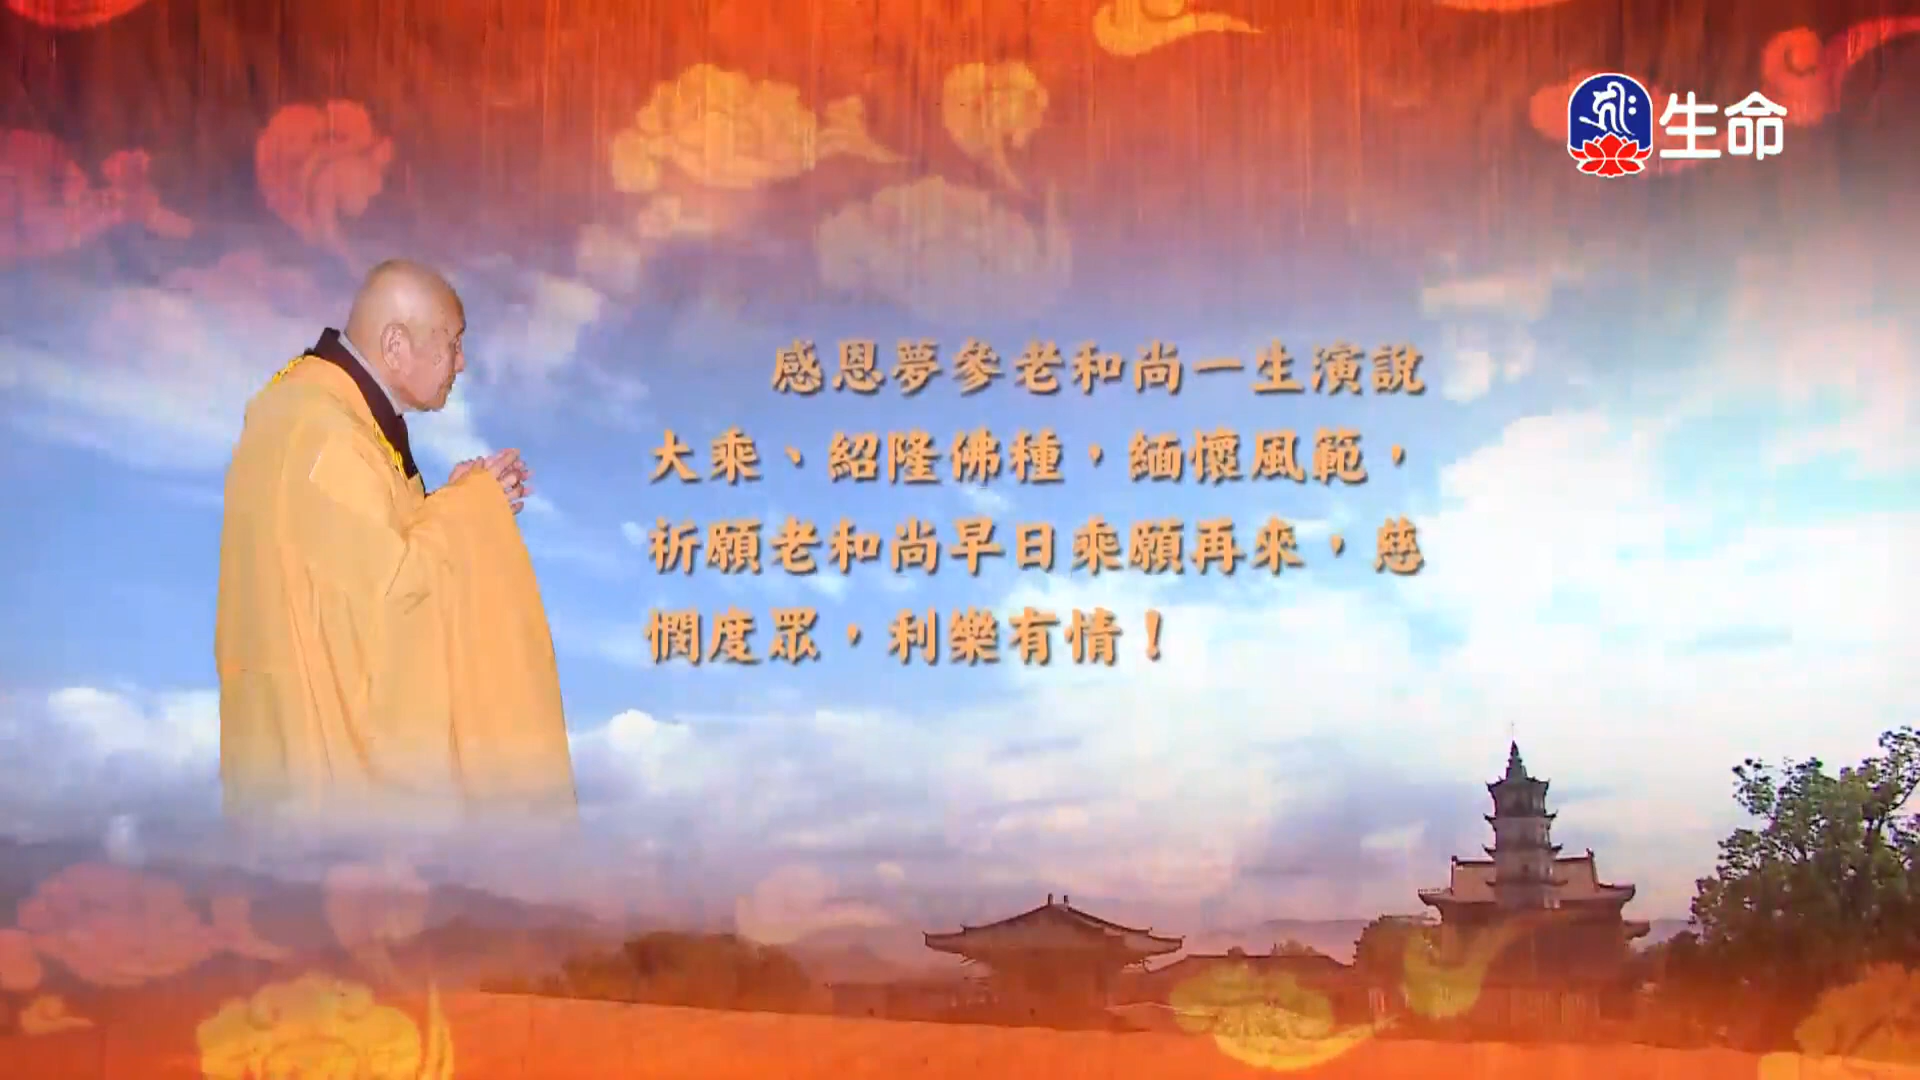 生命
感恩夢參老和尚一生演說
大乘、紹隆佛種，緬懷風範，
祈願老和尚早日乘願再來，慈
憫度眾，利樂有情！